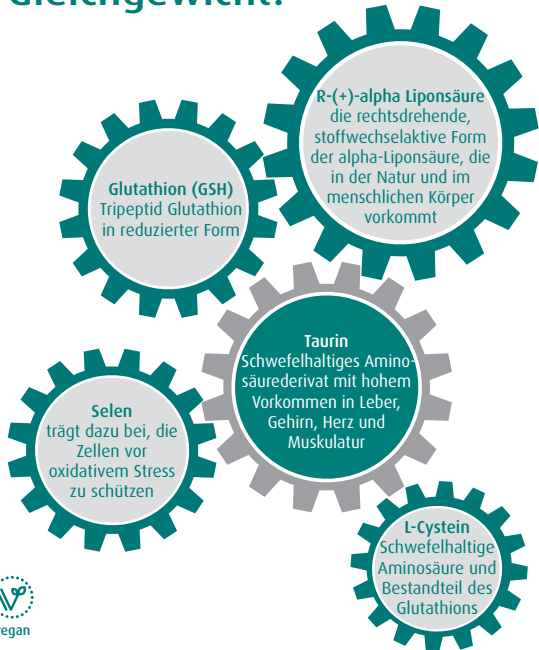 Gleichgewicht?
R-(+)-alpha Liponsäure
die rechtsdrehende,
stoffwechselaktive Form
der alpha-Liponsäure, die
in der Natur und im
menschlichen Körper
vorkommt
Glutathion (GSH)
Tripeptid Glutathion
in reduzierter Form
Taurin
Schwefelhaltiges Amino-
säurederivat mit hohem
Vorkommen in Leber,
Gehirn, Herz und
Muskulatur
Selen
trägt dazu bei, die
Zellen vor
oxidativem Stress
zu schützen
L-Cystein
Schwefelhaltige
Aminosäure und
Bestandteil des
Glutathions
vegan